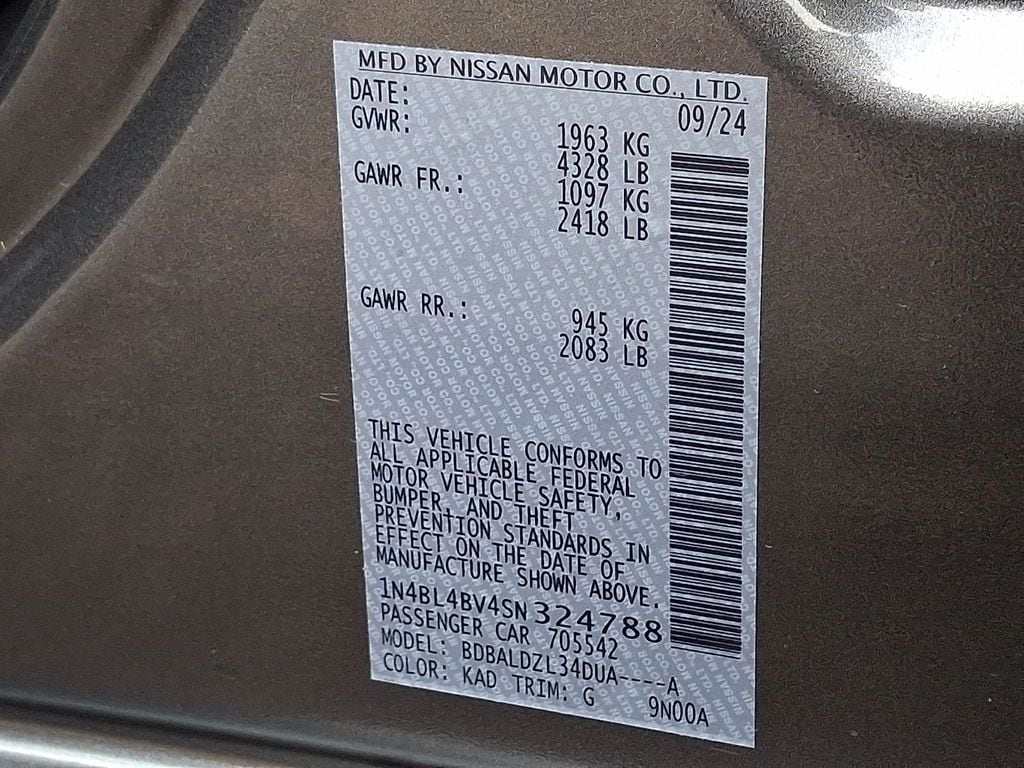 MFD BY NISSAN MOTOR CO., LTD.
DATE: 09/24
GVWR: 1963 KG
4328 LB
GAWR FR.: 1097 KG
2418 LB
GAWR RR.: 945 KG
2083 LB
THIS VEHICLE CONFORMS TO
ALL APPLICABLE FEDERAL
MOTOR VEHICLE SAFETY,
BUMPER, AND THEFT
PREVENTION STANDARDS IN
EFFECT ON THE DATE OF
MANUFACTURE SHOWN ABOVE.
1N4BL4BV4SN324788
PASSENGER CAR 705542
MODEL: BDBALDZL34DUA----A
COLOR: KAD TRIM: G 9N00A